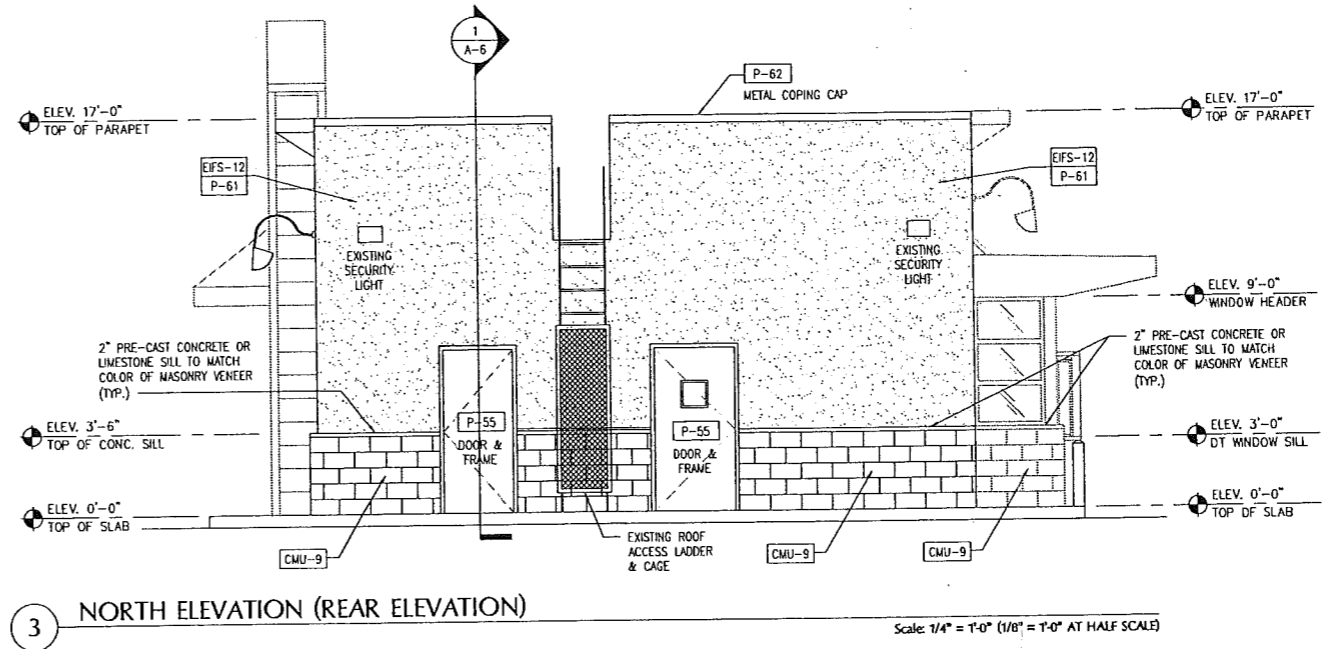 1
A-6
P-62
METAL COPING CAP
ELEV. 17'-0"
TOP OF PARAPET
ELEV. 17'-0"
TOP OF PARAPET
EIFS-12
P-61
EIFS-12
P-61
EXISTING
SECURITY
LIGHT
EXISTING
SECURITY
LIGHT
ELEV. 9'-0"
WINDOW HEADER
2" PRE-CAST CONCRETE OR
LIMESTONE SILL TO MATCH
COLOR OF MASONRY VENEER
(TYP.)
2" PRE-CAST CONCRETE OR
LIMESTONE SILL TO MATCH
COLOR OF MASONRY VENEER
(TYP.)
P-55
DOOR &
FRAME
P-55
DOOR &
FRAME
ELEV. 3'-6"
TOP OF CONC. SILL
ELEV. 3'-0"
DT WINDOW SILL
ELEV. 0'-0"
TOP OF SLAB
ELEV. 0'-0"
TOP OF SLAB
CMU-9
EXISTING ROOF
ACCESS LADDER
& CAGE
CMU-9
CMU-9
3
NORTH ELEVATION (REAR ELEVATION)
Scale: 1/4" = 1'-0" (1/8" = 1'-0" AT HALF SCALE)